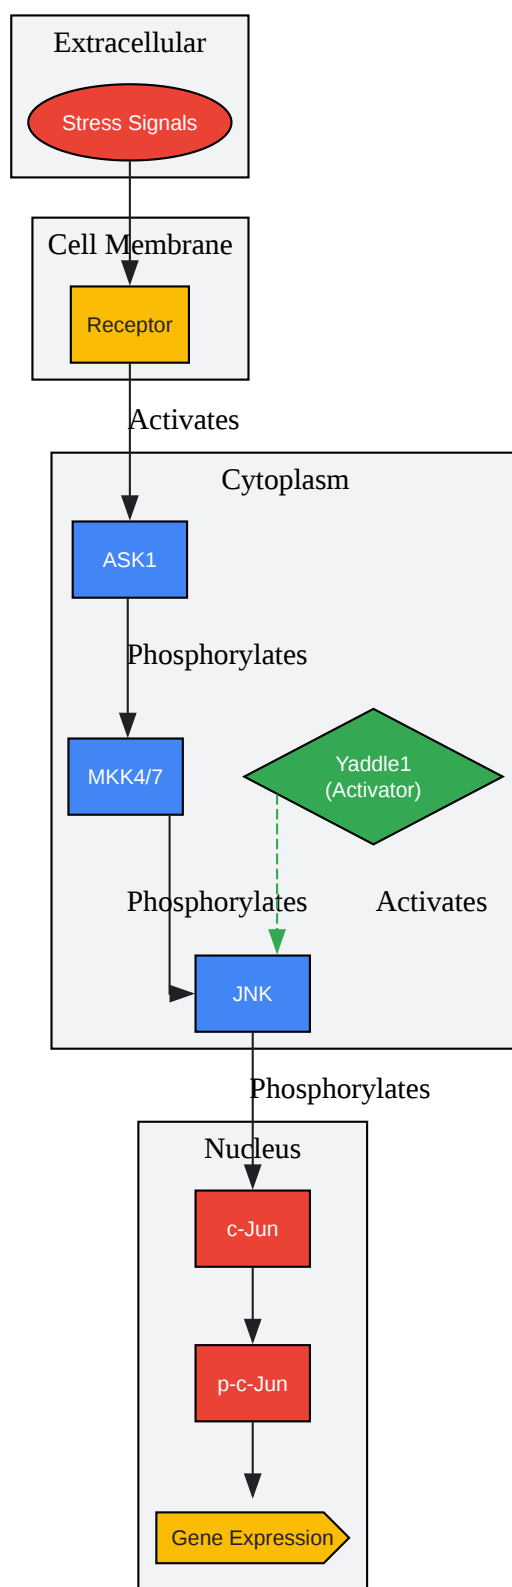 Extracellular
Stress Signals
Cell Membrane
Receptor
Activates
Cytoplasm
ASK1
Phosphorylates
MKK4/7
Yaddle1
(Activator)
Phosphorylates
Activates
JNK
Phosphorylates
Nucleus
c-Jun
p-c-Jun
Gene Expression